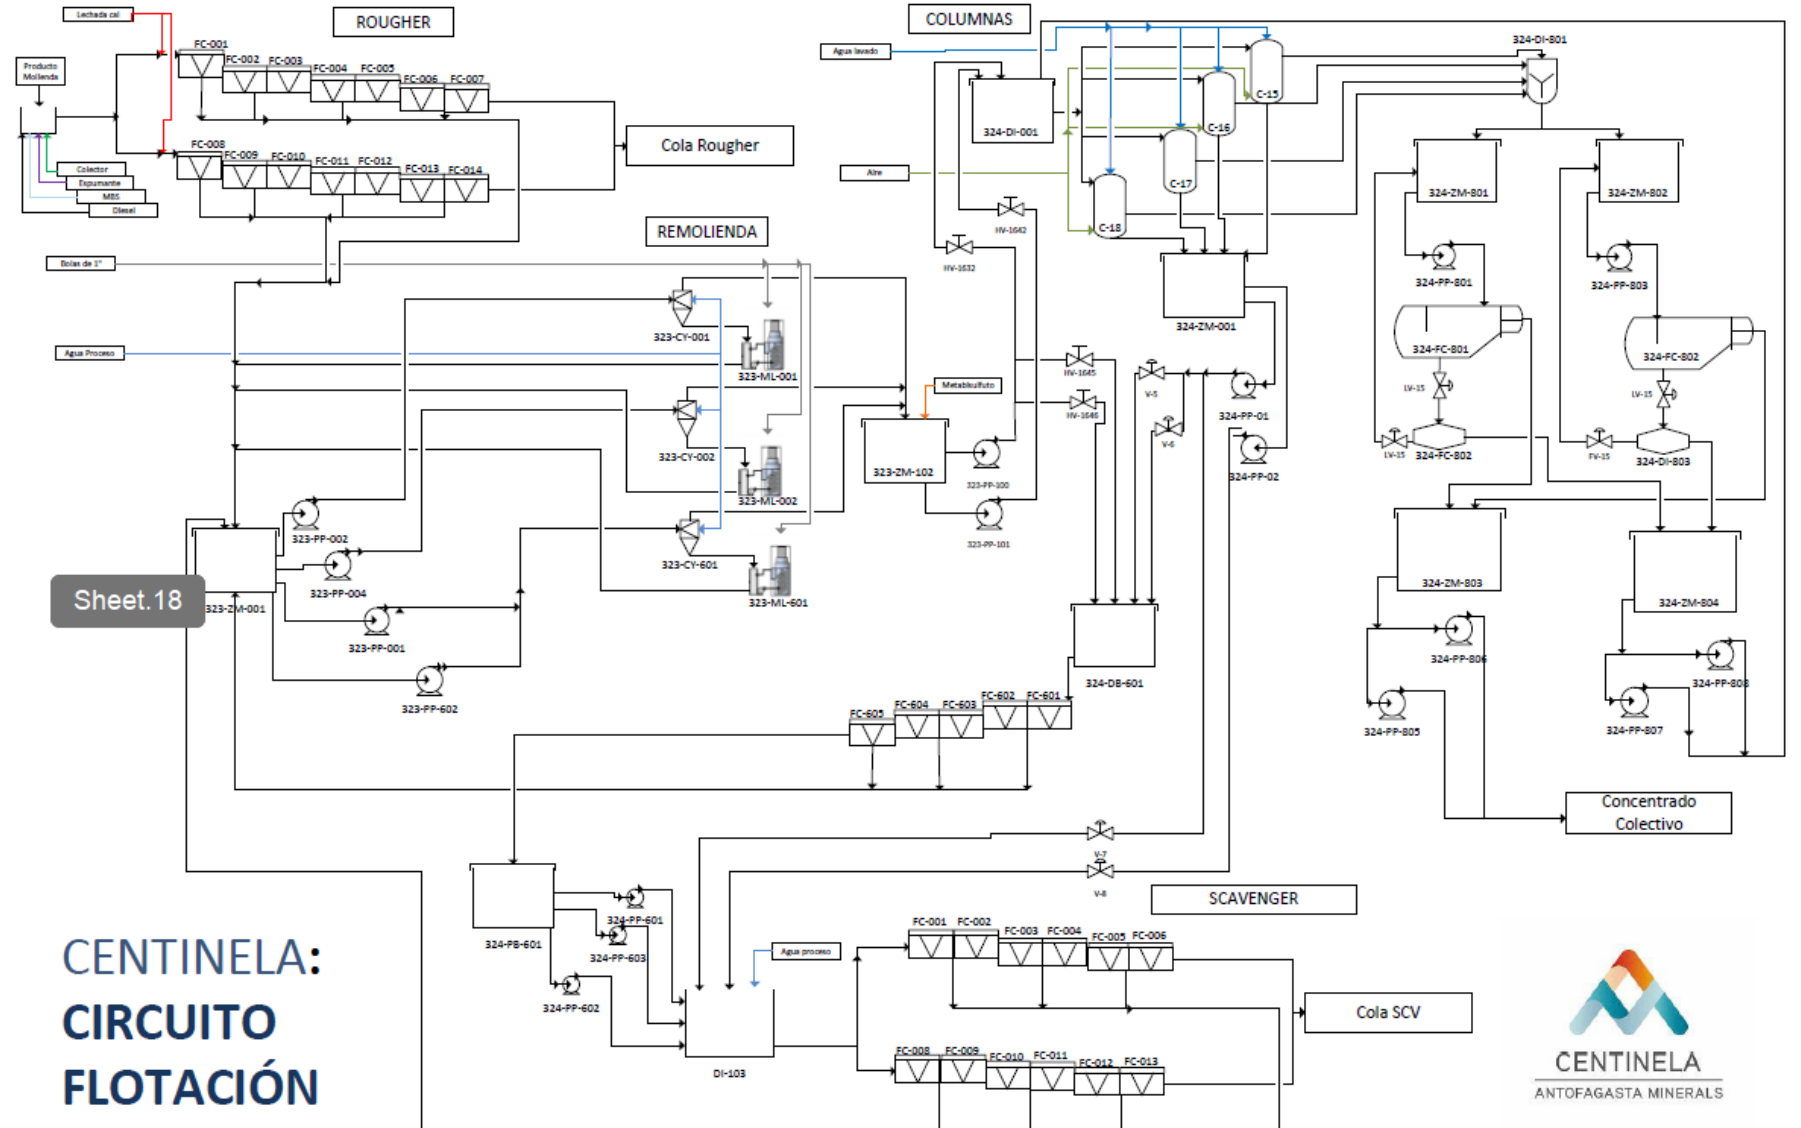 Lechada cal
ROUGHER
COLUMNAS
Agua lavado
324-DI-801
Producto
Mollenda
FC-001
FC-002
FC-003
FC-004
FC-005
FC-006
FC-007
C-15
C-16
324-DI-001
Cola Rougher
FC-008
FC-009
FC-010
FC-011
FC-012
FC-013
FC-014
Colector
Espumante
MBS
Diesel
Aire
C-17
C-18
324-ZM-801
324-ZM-802
HV-1642
HV-1632
REMOLIENDA
Bolas de 1"
324-PP-801
324-PP-803
323-CY-001
324-ZM-001
Agua Proceso
323-ML-001
324-FC-801
324-FC-802
HV-1645
Metabisulfuto
V-5
LV-15
LV-15
HV-1646
324-PP-01
V-6
323-CY-002
323-ZM-102
323-PP-100
324-PP-02
LV-15
324-FC-802
FV-15
324-DI-803
323-ML-002
323-PP-002
323-PP-101
323-CY-601
323-PP-004
324-ZM-803
324-ZM-804
Sheet.18
323-ZM-001
323-ML-601
323-PP-001
324-PP-806
324-DB-601
324-PP-808
323-PP-602
FC-605
FC-604
FC-603
FC-602
FC-601
324-PP-805
324-PP-807
Concentrado
Colectivo
V-7
V-8
SCAVENGER
324-PP-601
324-PB-601
324-PP-603
324-PP-602
Agua proceso
FC-001
FC-002
FC-003
FC-004
FC-005
FC-006
Cola SCV
DI-103
FC-008
FC-009
FC-010
FC-011
FC-012
FC-013
CENTINELA:
CIRCUITO
FLOTACIÓN
CENTINELA
ANTOFAGASTA MINERALS